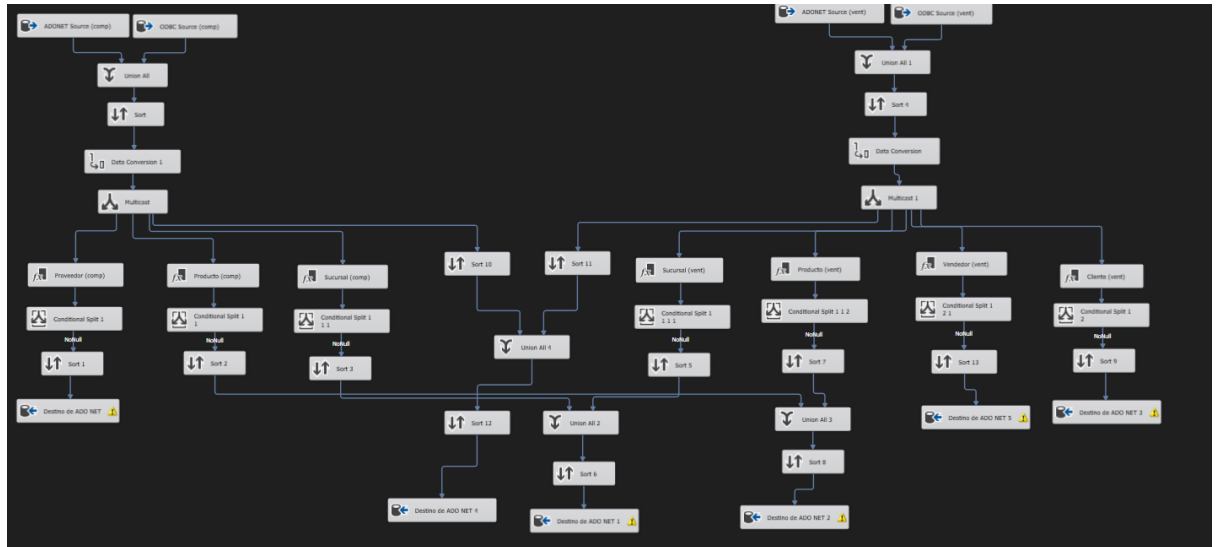 ADONET Source (comp)
ODBC Source (comp)
ADONET Source (vent)
ODBC Source (vent)
Union All
Union All 1
Sort
Sort 4
Data Conversion 1
Data Conversion
Multicast
Multicast 1
Proveedor (comp)
Producto (comp)
Sucursal (comp)
Sort 10
Sort 11
Sucursal (vent)
Producto (vent)
Vendedor (vent)
Cliente (vent)
Conditional Split 1
Conditional Split 1
1
Conditional Split 1
1 1
Conditional Split 1
1 1 1
Conditional Split 1 1 2
Conditional Split 1
2 1
Conditional Split 1
2
NoNull
NoNull
NoNull
NoNull
NoNull
NoNull
NoNull
Union All 4
Sort 1
Sort 2
Sort 3
Sort 5
Sort 7
Sort 13
Sort 9
Destino de ADO NET
Sort 12
Union All 2
Union All 3
Destino de ADO NET 5
Destino de ADO NET 3
Sort 6
Sort 8
Destino de ADO NET 4
Destino de ADO NET 1
Destino de ADO NET 2